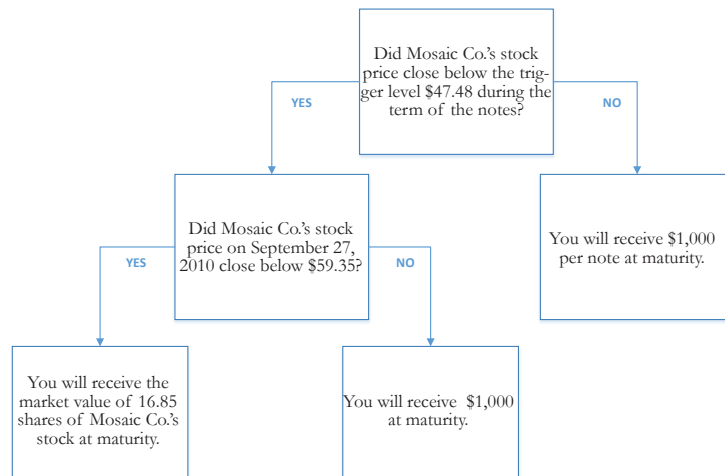 Did Mosaic Co.'s stock
price close below the trig-
ger level $47.48 during the
term of the notes?
YES
NO
Did Mosaic Co.'s stock
price on September 27,
2010 close below $59.35?
You will receive $1,000
per note at maturity.
YES
NO
You will receive the
market value of 16.85
shares of Mosaic Co.'s
stock at maturity.
You will receive $1,000
at maturity.